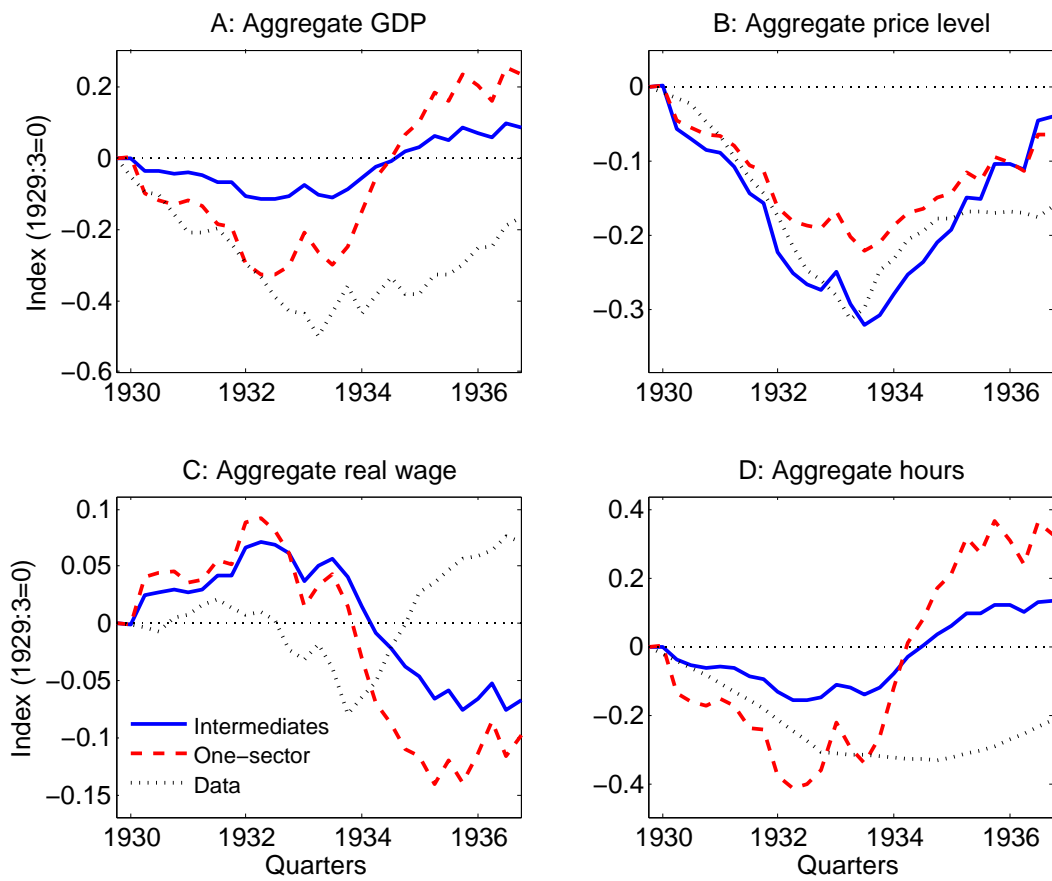 A: Aggregate GDP
Index (1929:3=0)
0.2
0
−0.2
−0.4
−0.6
1930 1932 1934 1936
B: Aggregate price level
0
−0.1
−0.2
−0.3
1930 1932 1934 1936
C: Aggregate real wage
Index (1929:3=0)
0.1
0.05
0
−0.05
−0.1
−0.15
Intermediates
One−sector
Data
1930 1932 1934 1936
Quarters
D: Aggregate hours
0.4
0.2
0
−0.2
−0.4
1930 1932 1934 1936
Quarters